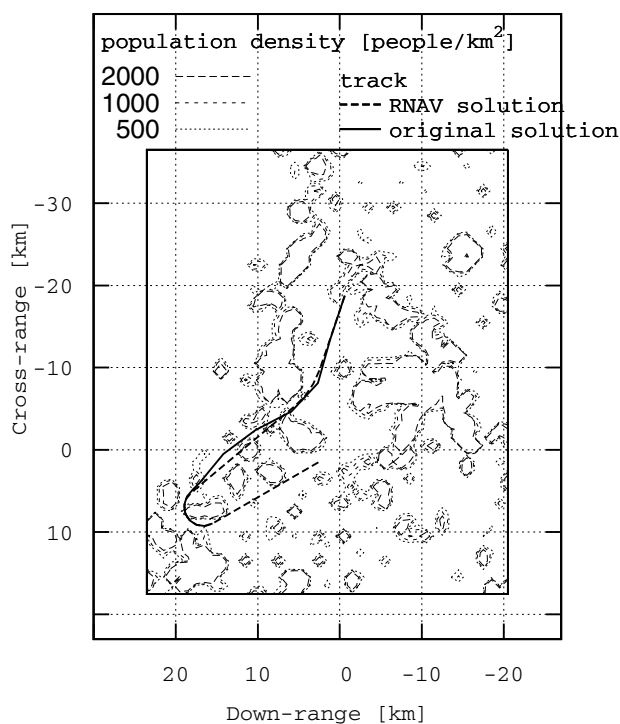 population density [people/km2]
2000
1000
500
track
RNAV solution
original solution
-30
-20
-10
0
10
Cross-range [km]
20 10 0 -10 -20
Down-range [km]